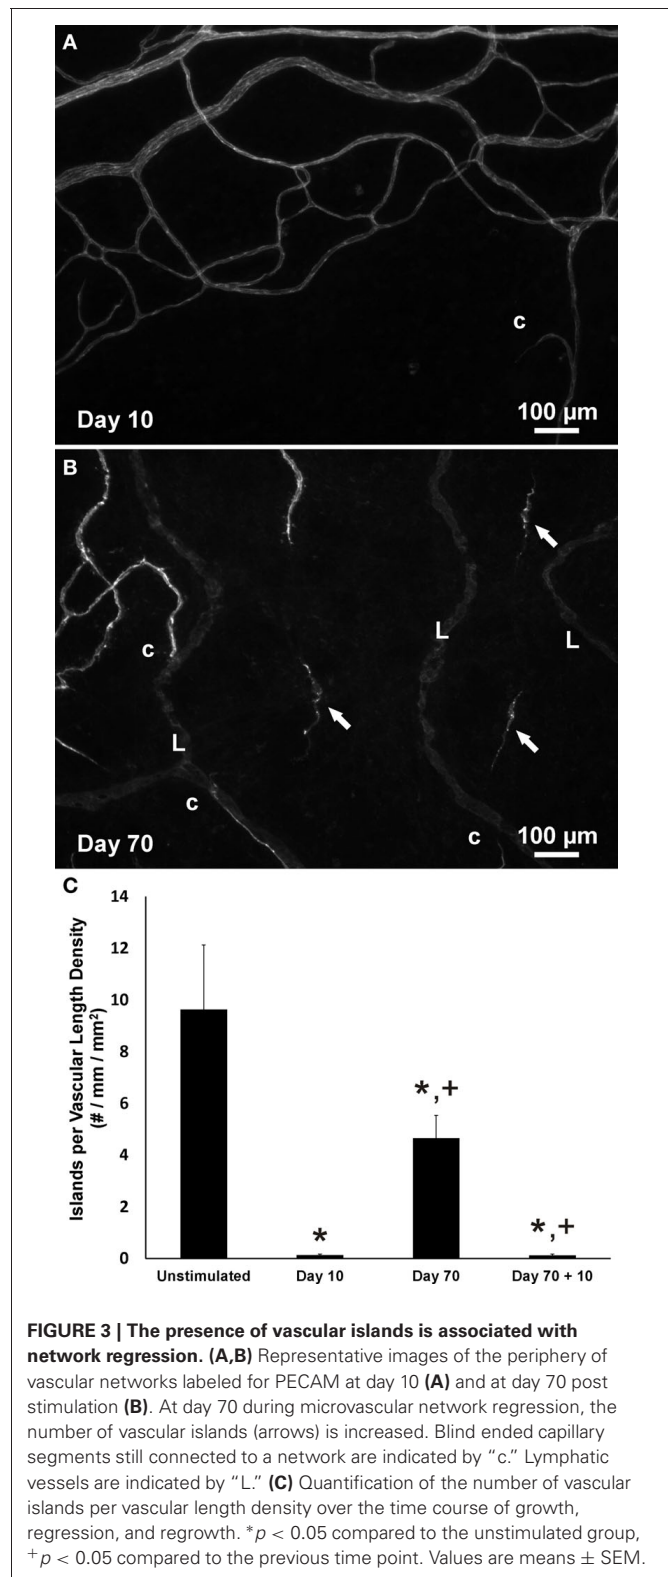 A
c
Day 10
100 µm
B
L
L
c
L
c
c
Day 70
100 µm
C
Islands per Vascular Length Density
(# / mm / mm²)
14
12
10
8
6
4
2
0
*
*,+
*,+
Unstimulated Day 10 Day 70 Day 70 + 10
FIGURE 3 | The presence of vascular islands is associated with
network regression. (A,B) Representative images of the periphery of
vascular networks labeled for PECAM at day 10 (A) and at day 70 post
stimulation (B). At day 70 during microvascular network regression, the
number of vascular islands (arrows) is increased. Blind ended capillary
segments still connected to a network are indicated by “c.” Lymphatic
vessels are indicated by “L.” (C) Quantification of the number of vascular
islands per vascular length density over the time course of growth,
regression, and regrowth. *p < 0.05 compared to the unstimulated group,
+p < 0.05 compared to the previous time point. Values are means ± SEM.